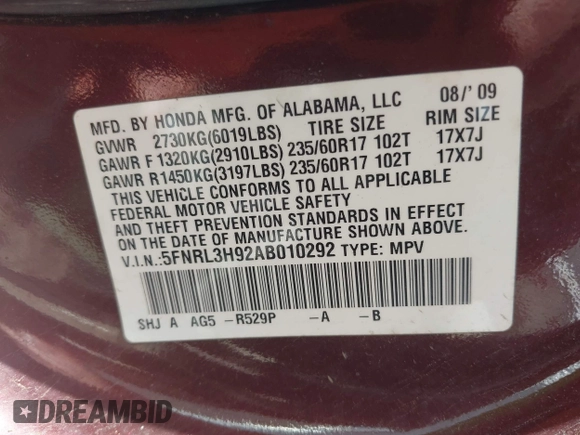 MFD. BY HONDA MFG. OF ALABAMA, LLC 08/' 09
GVWR 2730KG(6019LBS) TIRE SIZE RIM SIZE
GAWR F 1320KG(2910LBS) 235/60R17 102T 17X7J
GAWR R1450KG(3197LBS) 235/60R17 102T 17X7J
THIS VEHICLE CONFORMS TO ALL APPLICABLE
FEDERAL MOTOR VEHICLE SAFETY
AND THEFT PREVENTION STANDARDS IN EFFECT
ON THE DATE OF MANUFACTURE SHOWN ABOVE.
V.I.N.:5FNRL3H92AB010292 TYPE: MPV
SHJ A AG5 -R529P -A -B
DREAMBID